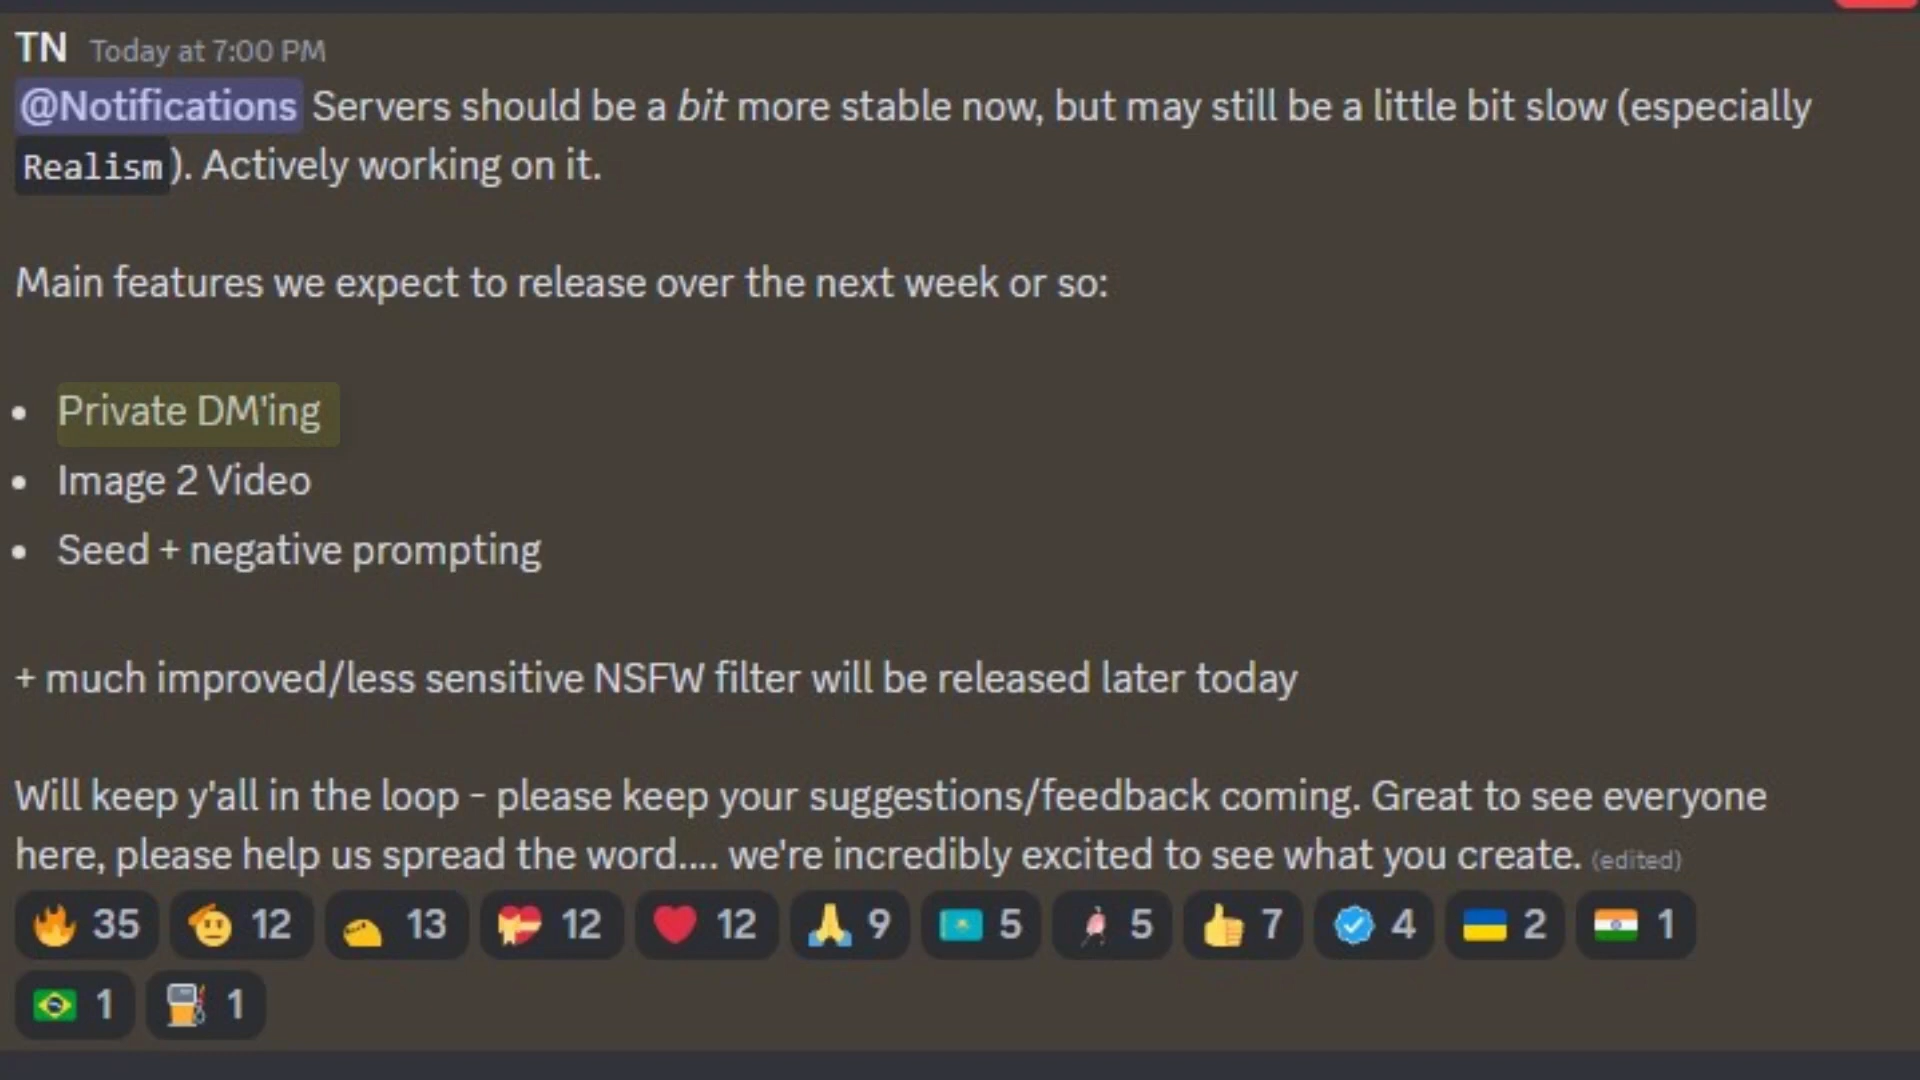 TN Today at 7:00 PM
@Notifications Servers should be a bit more stable now, but may still be a little bit slow (especially
Realism). Actively working on it.
Main features we expect to release over the next week or so:
• Private DM'ing
• Image 2 Video
• Seed + negative prompting
+ much improved/less sensitive NSFW filter will be released later today
Will keep y'all in the loop - please keep your suggestions/feedback coming. Great to see everyone
here, please help us spread the word.... we're incredibly excited to see what you create. (edited)
35 12 13 12 12 9 5 5 7 4 2 1
1 1